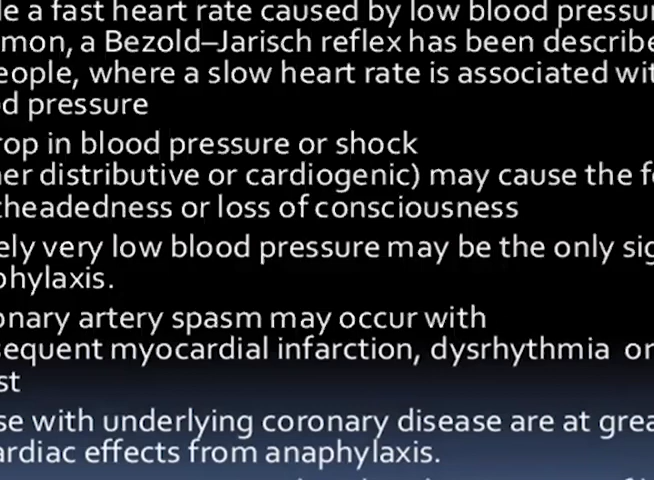 le a fast heart rate caused by low blood pressur
mon, a Bezold–Jarisch reflex has been describe
eople, where a slow heart rate is associated wit
od pressure
rop in blood pressure or shock
her distributive or cardiogenic) may cause the fe
theadedness or loss of consciousness
ely very low blood pressure may be the only sig
phylaxis.
onary artery spasm may occur with
sequent myocardial infarction, dysrhythmia or
st
se with underlying coronary disease are at grea
ardiac effects from anaphylaxis.